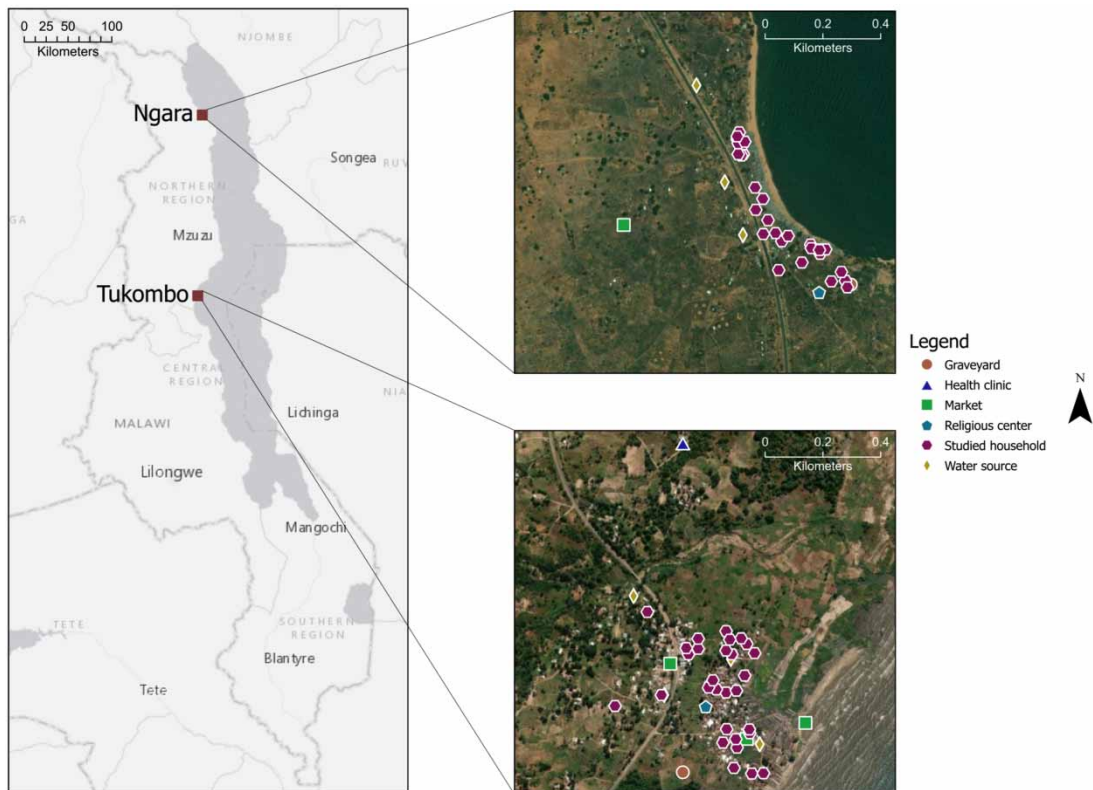 0 25 50 100
Kilometers
NJOMBE
Ngara
Songea
RUV
NORTHERN
REGION
GA
Mzuzu
Tukombo
CENTRA
REGION
NIA
Lichinga
MALAWI
Lilongwe
Mangochi
TETE
SOUTHERN
REGION
Blantyre
Tete
0 0.2 0.4
Kilometers
0 0.2 0.4
Kilometers
Legend
Graveyard
Health clinic
Market
Religious center
Studied household
Water source
N